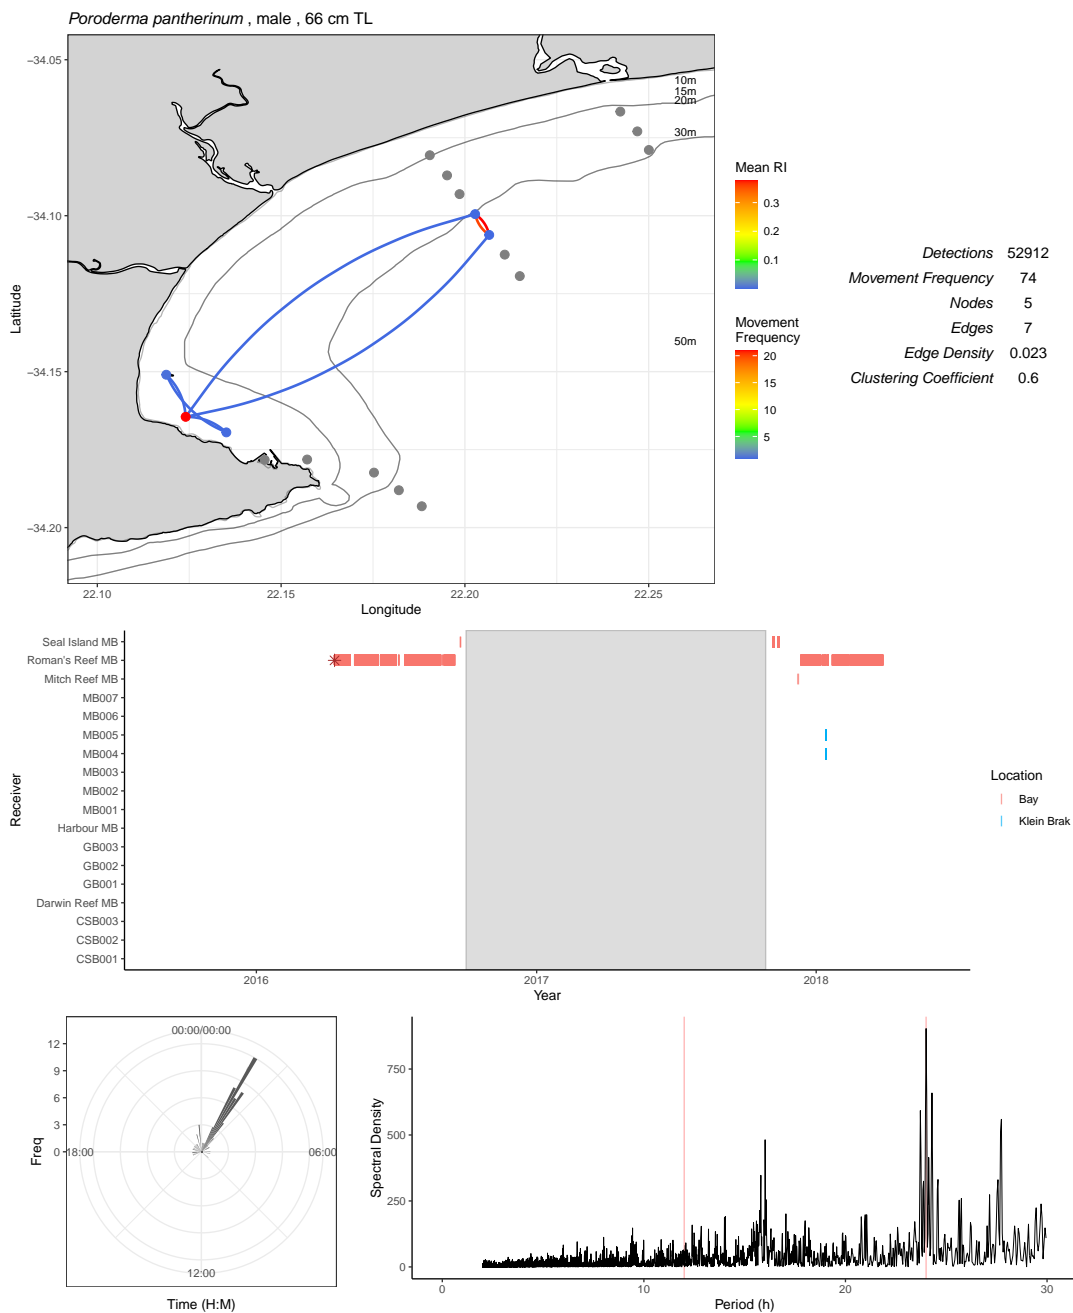 Poroderma pantherinum , male , 66 cm TL
−34.05
−34.10
−34.15
−34.20
Latitude
10m
15m
20m
30m
50m
22.10 22.15 22.20 22.25
Longitude
Mean RI
0.3
0.2
0.1
Movement
Frequency
20
15
10
5
Detections 52912
Movement Frequency 74
Nodes 5
Edges 7
Edge Density 0.023
Clustering Coefficient 0.6
Seal Island MB
Roman's Reef MB
Mitch Reef MB
MB007
MB006
MB005
MB004
MB003
MB002
MB001
Harbour MB
GB003
GB002
GB001
Darwin Reef MB
CSB003
CSB002
CSB001
Receiver
2016 2017 2018
Year
Location
Bay
Klein Brak
00:00/00:00
06:00
12:00
18:00
12
9
6
3
0
Freq
Time (H:M)
750
500
250
0
Spectral Density
0 10 20 30
Period (h)